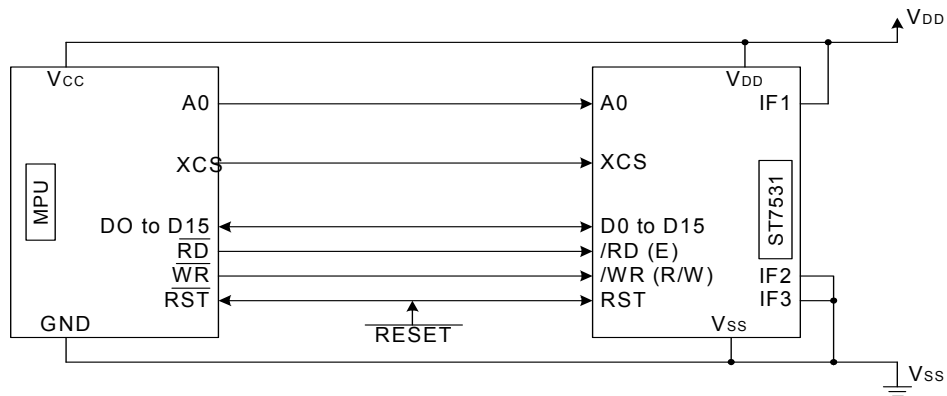 VDD
VCC
VDD
A0
A0
IF1
XCS
XCS
MPU
ST7531
DO to D15
D0 to D15
RD
/RD (E)
WR
/WR (R/W)
IF2
RST
RST
IF3
GND
RESET
VSS
VSS